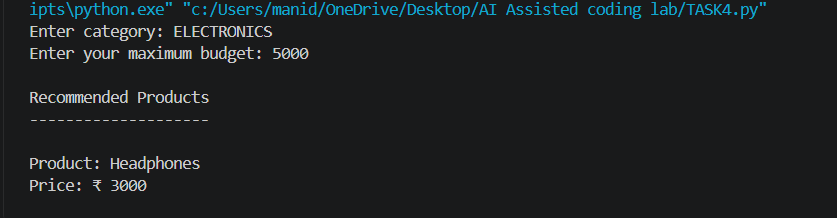 ipts\python.exe" "c:/Users/manid/OneDrive/Desktop/AI Assisted coding lab/TASK4.py"
Enter category: ELECTRONICS
Enter your maximum budget: 5000
Recommended Products
--------------------
Product: Headphones
Price: ₹ 3000